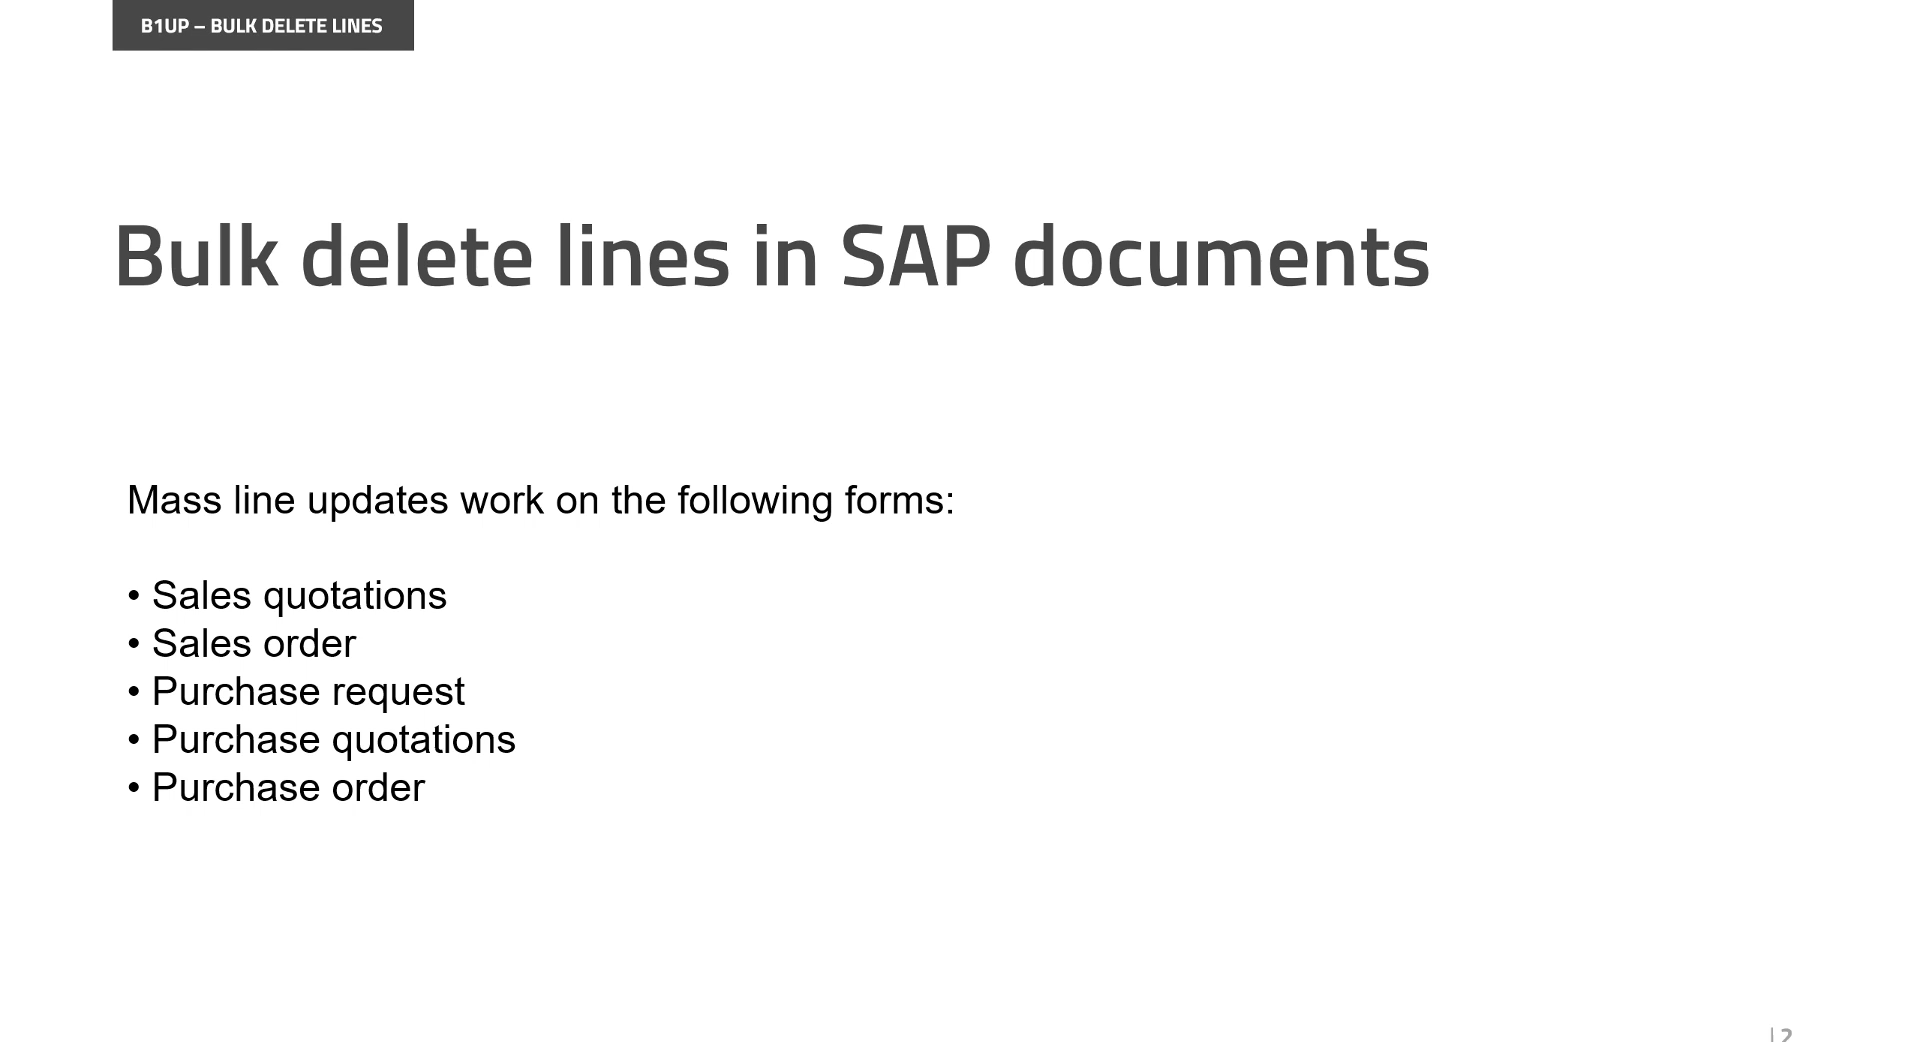 B1UP – BULK DELETE LINES
Bulk delete lines in SAP documents
Mass line updates work on the following forms:
• Sales quotations
• Sales order
• Purchase request
• Purchase quotations
• Purchase order
| 2